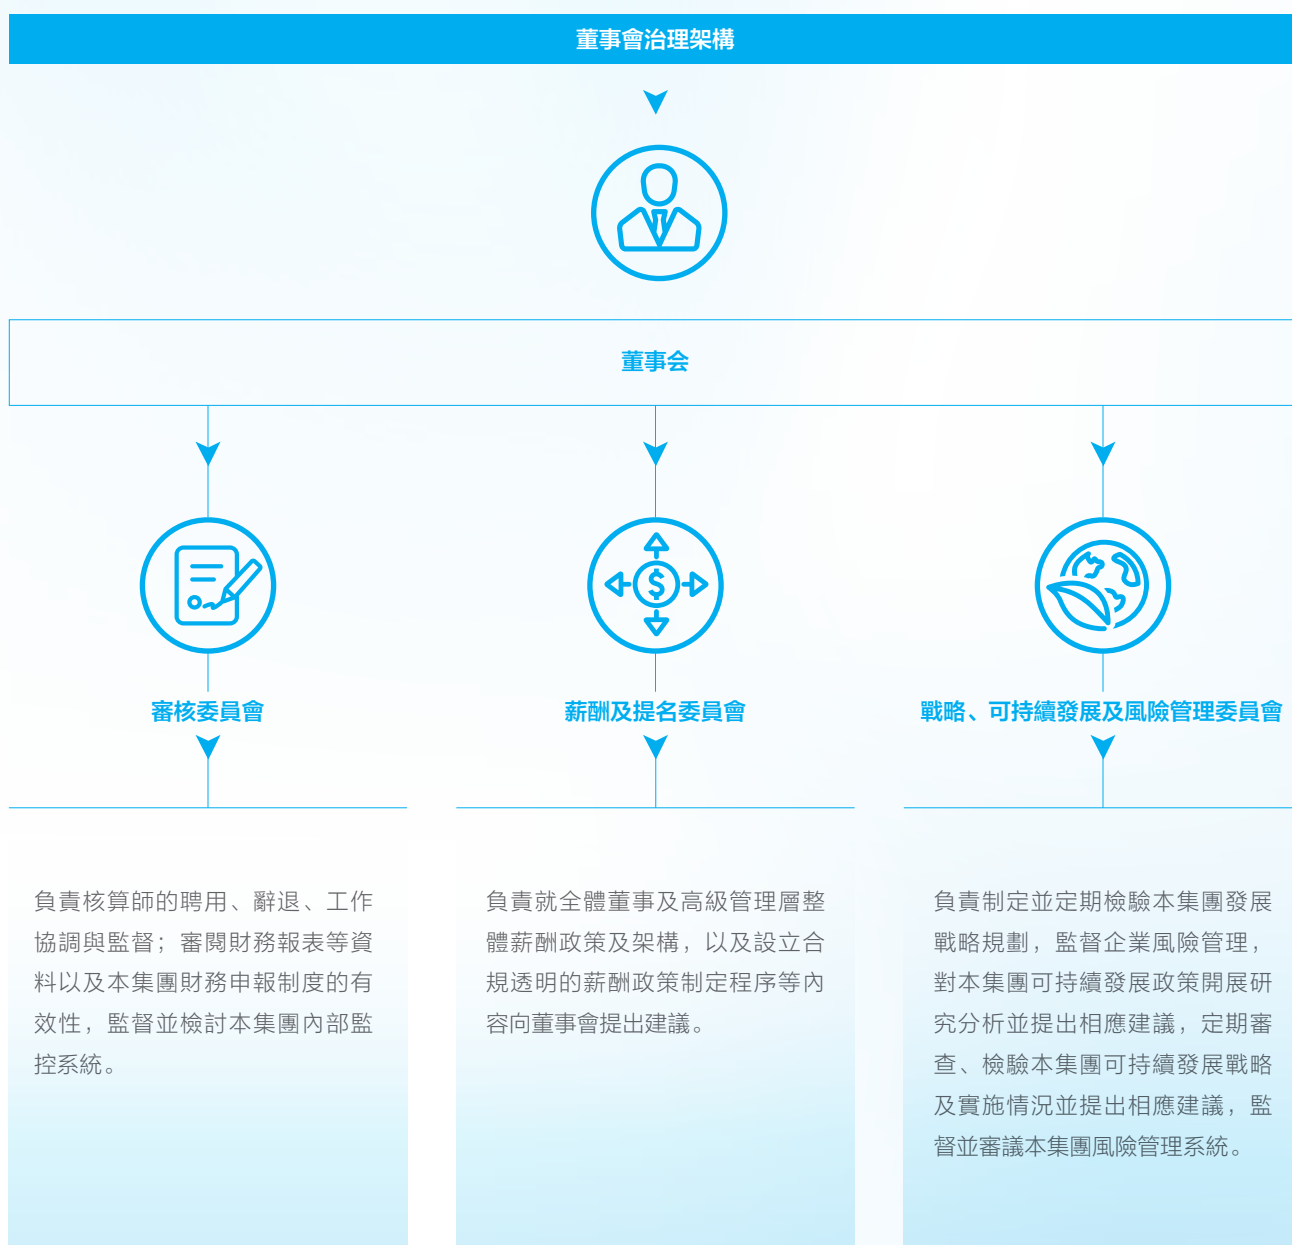 董事會治理架構
董事会
審核委員會
薪酬及提名委員會
戰略、可持續發展及風險管理委員會
負責核算師的聘用、辭退、工作
協調與監督；審閱財務報表等資
料以及本集團財務申報制度的有
效性，監督並檢討本集團內部監
控系統。
負責就全體董事及高級管理層整
體薪酬政策及架構，以及設立合
規透明的薪酬政策制定程序等內
容向董事會提出建議。
負責制定並定期檢驗本集團發展
戰略規劃，監督企業風險管理，
對本集團可持續發展政策開展研
究分析並提出相應建議，定期審
查、檢驗本集團可持續發展戰略
及實施情況並提出相應建議，監
督並審議本集團風險管理系統。